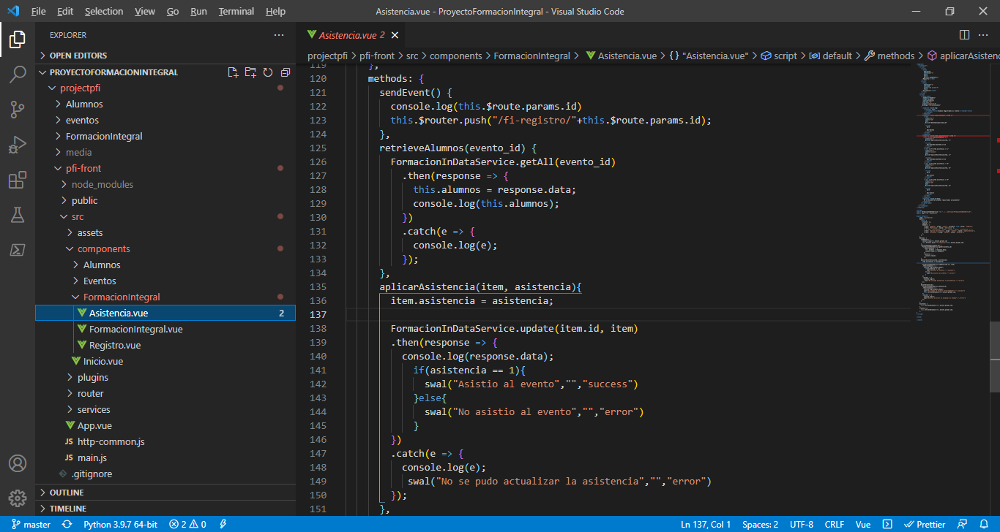 File Edit Selection View Go Run Terminal Help
Asistencia.vue - ProyectoFormacionIntegral - Visual Studio Code
EXPLORER
OPEN EDITORS
PROYECTOFORMACIONINTEGRAL
projectpfi
Alumnos
eventos
FormacionIntegral
media
pfi-front
node_modules
public
src
assets
components
Alumnos
Eventos
FormacionIntegral
Asistencia.vue 2
FormacionIntegral.vue
Registro.vue
Inicio.vue
plugins
router
services
App.vue
JS http-common.js
JS main.js
.gitignore
OUTLINE
TIMELINE
Asistencia.vue 2
projectpfi > pfi-front > src > components > FormacionIntegral > Asistencia.vue > {} "Asistencia.vue" > script > default > methods > aplicarAsistenc
119 },
120 methods: {
121 sendEvent() {
122 console.log(this.$route.params.id)
123 this.$router.push("/fi-registro/"+this.$route.params.id);
124 },
125 retrieveAlumnos(evento_id) {
126 FormacionInDataService.getAll(evento_id)
127 .then(response => {
128 this.alumnos = response.data;
129 console.log(this.alumnos);
130 })
131 .catch(e => {
132 console.log(e);
133 });
134 },
135 aplicarAsistencia(item, asistencia){
136 item.asistencia = asistencia;
137
138 FormacionInDataService.update(item.id, item)
139 .then(response => {
140 console.log(response.data);
141 if(asistencia == 1){
142 swal("Asistio al evento","","success")
143 }else{
144 swal("No asistio al evento","","error")
145 }
146 })
147 .catch(e => {
148 console.log(e);
149 swal("No se pudo actualizar la asistencia","","error")
150 });
151 },
master Python 3.9.7 64-bit 2 0 Ln 137, Col 1 Spaces: 2 UTF-8 CRLF Vue Prettier